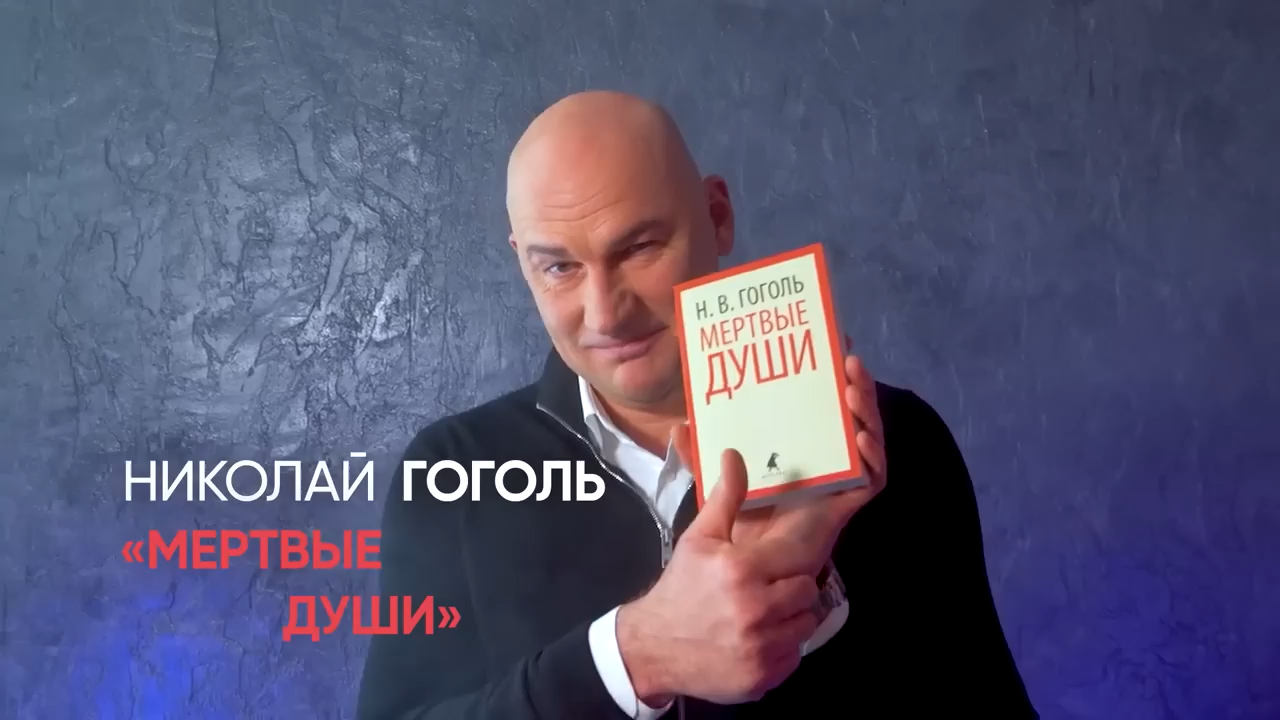 Н. В. ГОГОЛЬ
МЕРТВЫЕ
ДУШИ
НИКОЛАЙ ГОГОЛЬ
«МЕРТВЫЕ
ДУШИ»